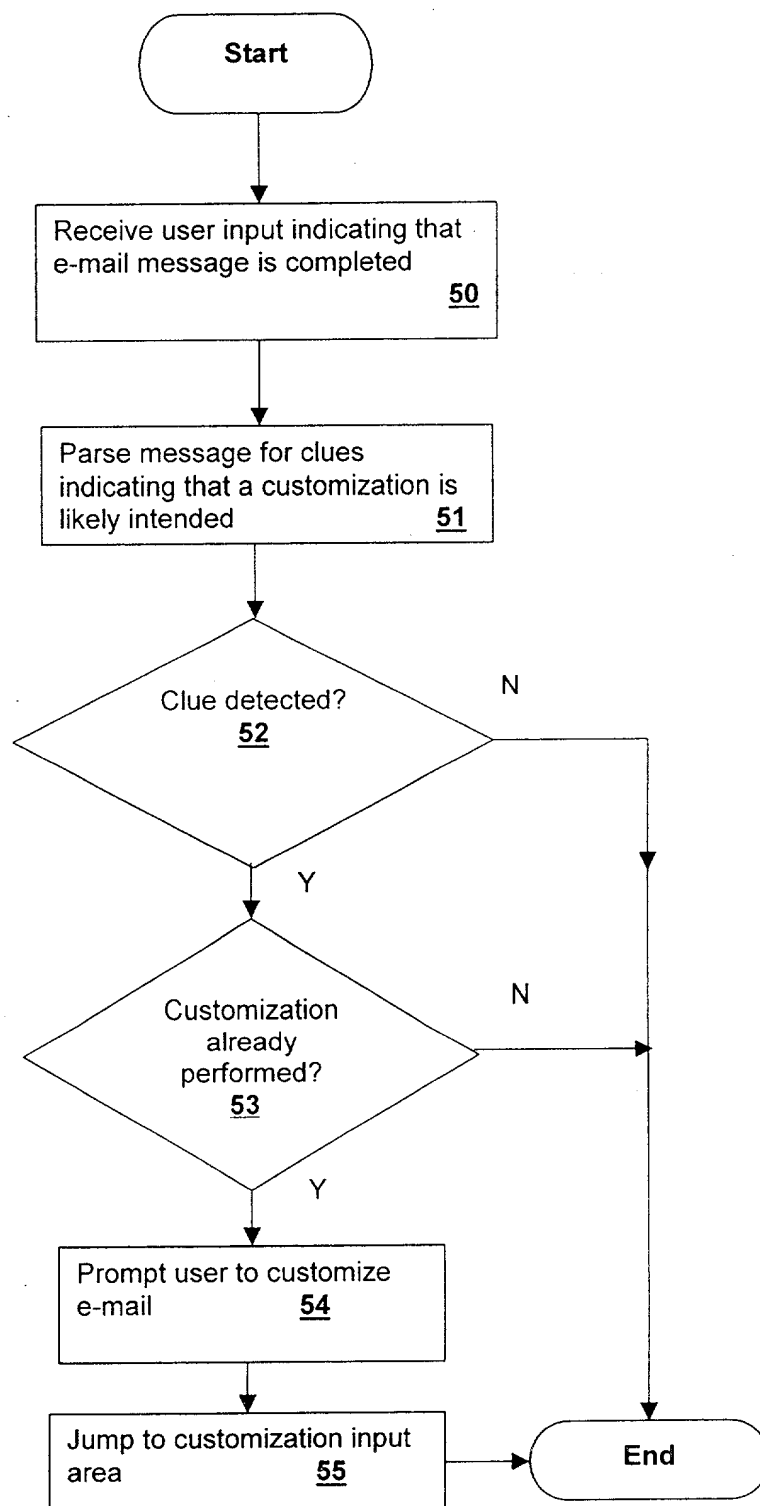 Start
Receive user input indicating that
e-mail message is completed
50
Parse message for clues
indicating that a customization is
likely intended 51
N
Clue detected?
52
Y
N
Customization
already
performed?
53
Y
Prompt user to customize
e-mail 54
Jump to customization input
area 55
End